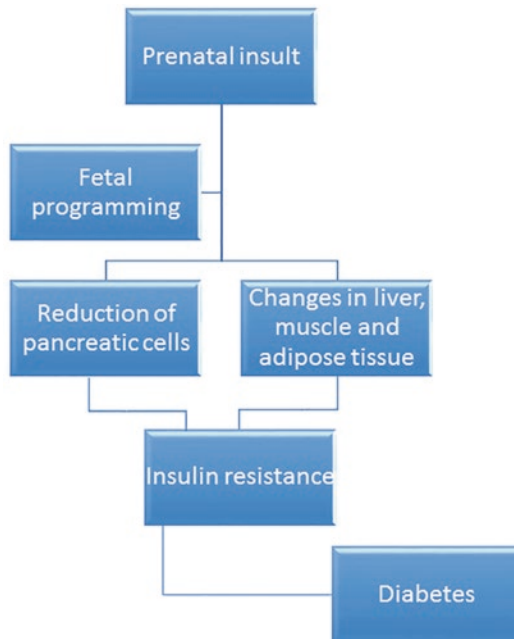 Prenatal insult
Fetal
programming
Reduction of
pancreatic cells
Changes in liver,
muscle and
adipose tissue
Insulin resistance
Diabetes